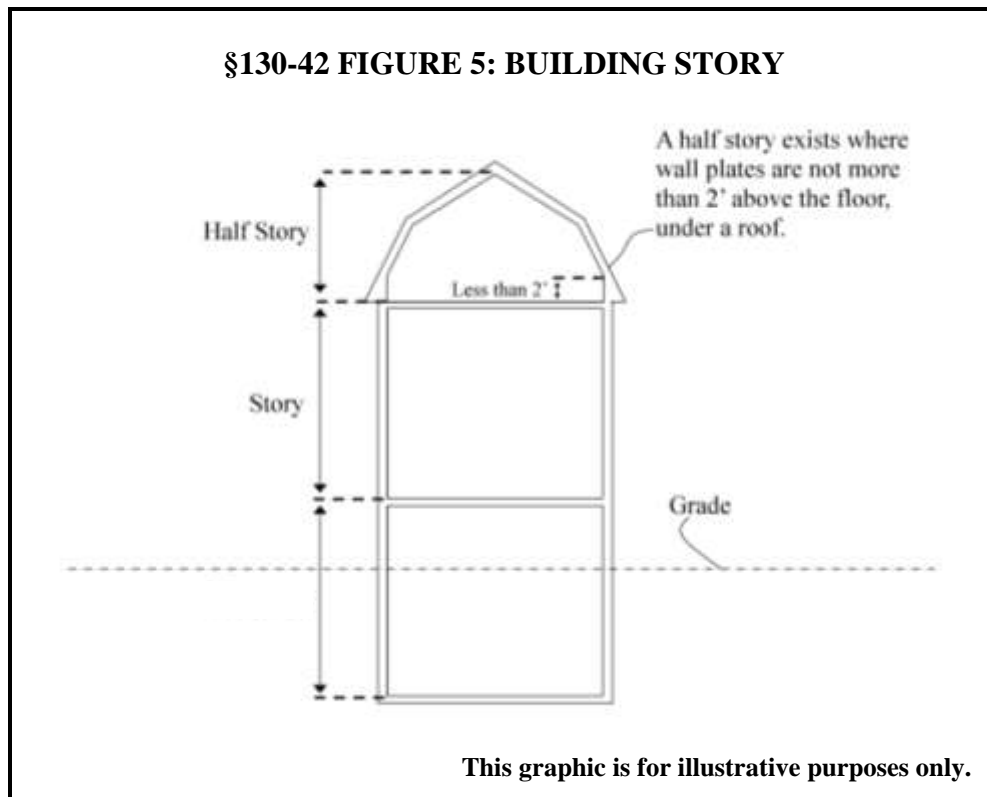 §130-42 FIGURE 5: BUILDING STORY
A half story exists where
wall plates are not more
than 2’ above the floor,
under a roof.
Half Story
Less than 2’
Story
Grade
This graphic is for illustrative purposes only.